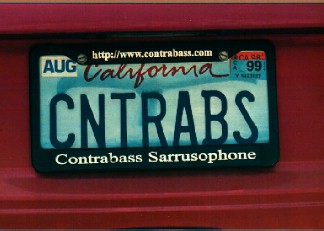 http://www.contrabass.com
AUG California 99
CNTRABS
Contrabass Sarrusophone